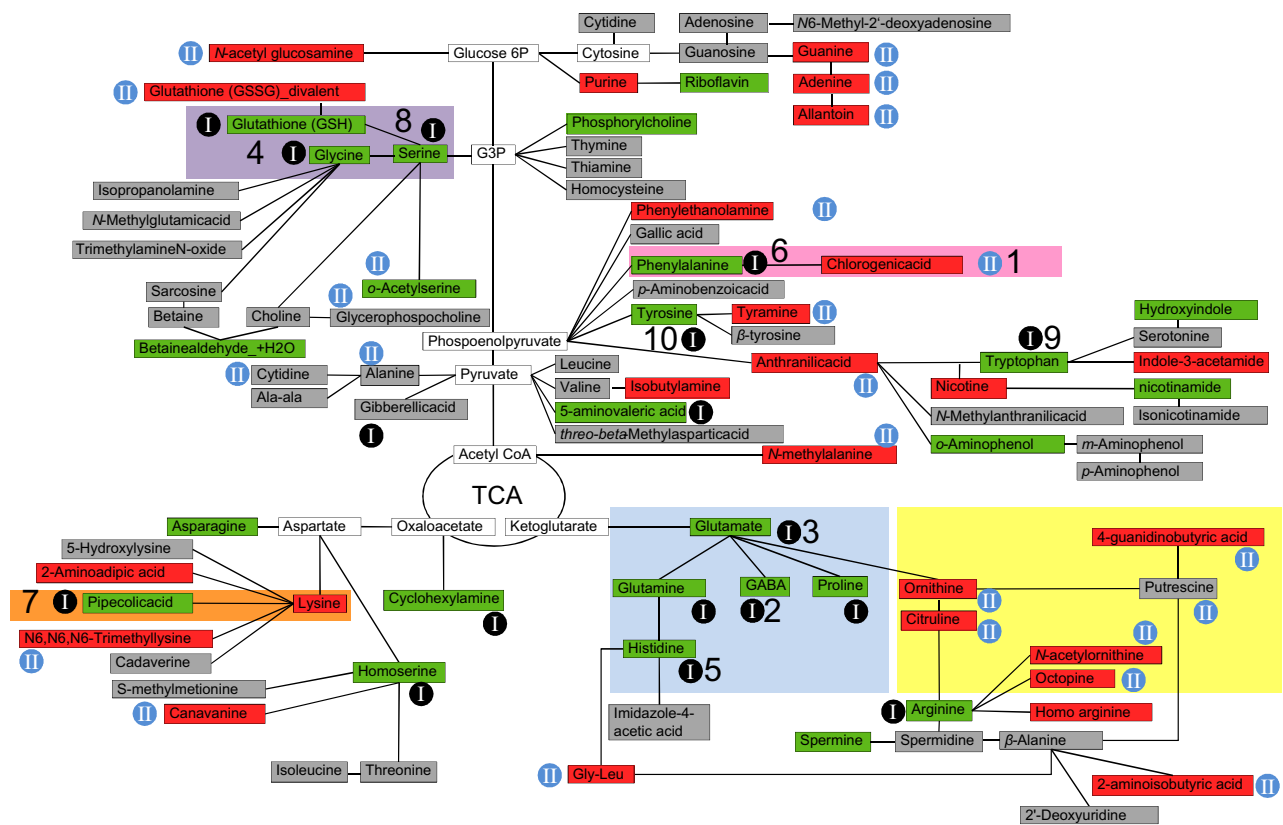 Cytidine
Adenosine
N6-Methyl-2'-deoxyadenosine
II
N-acetyl glucosamine
Glucose 6P
Cytosine
Guanosine
Guanine
II
II
Glutathione (GSSG)_divalent
Purine
Riboflavin
Adenine
II
Allantoin
II
I
Glutathione (GSH)
8
I
Phosphorylcholine
4
I
Glycine
Serine
G3P
Thymine
Thiamine
Homocysteine
Isopropanolamine
N-Methylglutamicacid
TrimethylamineN-oxide
Phenylethanolamine
II
Gallic acid
Phenylalanine
I
6
Chlorogenicacid
II
1
II
o-Acetylserine
p-Aminobenzoicacid
Sarcosine
Betaine
Choline
II
Glycerophospocholine
Tyrosine
Tyramine
II
β-tyrosine
10
I
Betainealdehyde_+H2O
Phospoenolpyruvate
Hydroxyindole
Serotonine
I
9
Anthranilicacid
II
Tryptophan
Indole-3-acetamide
Nicotine
nicotinamide
N-Methylanthranilicacid
Isonicotinamide
o-Aminophenol
m-Aminophenol
p-Aminophenol
II
Cytidine
II
Alanine
Pyruvate
Ala-ala
Gibberellicacid
I
Leucine
Valine
Isobutylamine
5-aminovaleric acid
I
threo-beta-Methylasparticacid
Acetyl CoA
N-methylalanine
II
TCA
Asparagine
Aspartate
Oxaloacetate
Ketoglutarate
Glutamate
I
3
4-guanidinobutyric acid
II
5-Hydroxylysine
2-Aminoadipic acid
7
I
Pipecolicacid
Lysine
Cyclohexylamine
I
Glutamine
I
GABA
I
2
Proline
I
Ornithine
II
Putrescine
II
Citruline
II
N6,N6,N6-Trimethyllysine
II
Cadaverine
Histidine
I
5
N-acetylornithine
II
Octopine
II
S-methylmetionine
Homoserine
I
II
Canavanine
Imidazole-4-
acetic acid
I
Arginine
Homo arginine
Spermine
Spermidine
β-Alanine
Isoleucine
Threonine
II
Gly-Leu
2-aminoisobutyric acid
II
2'-Deoxyuridine